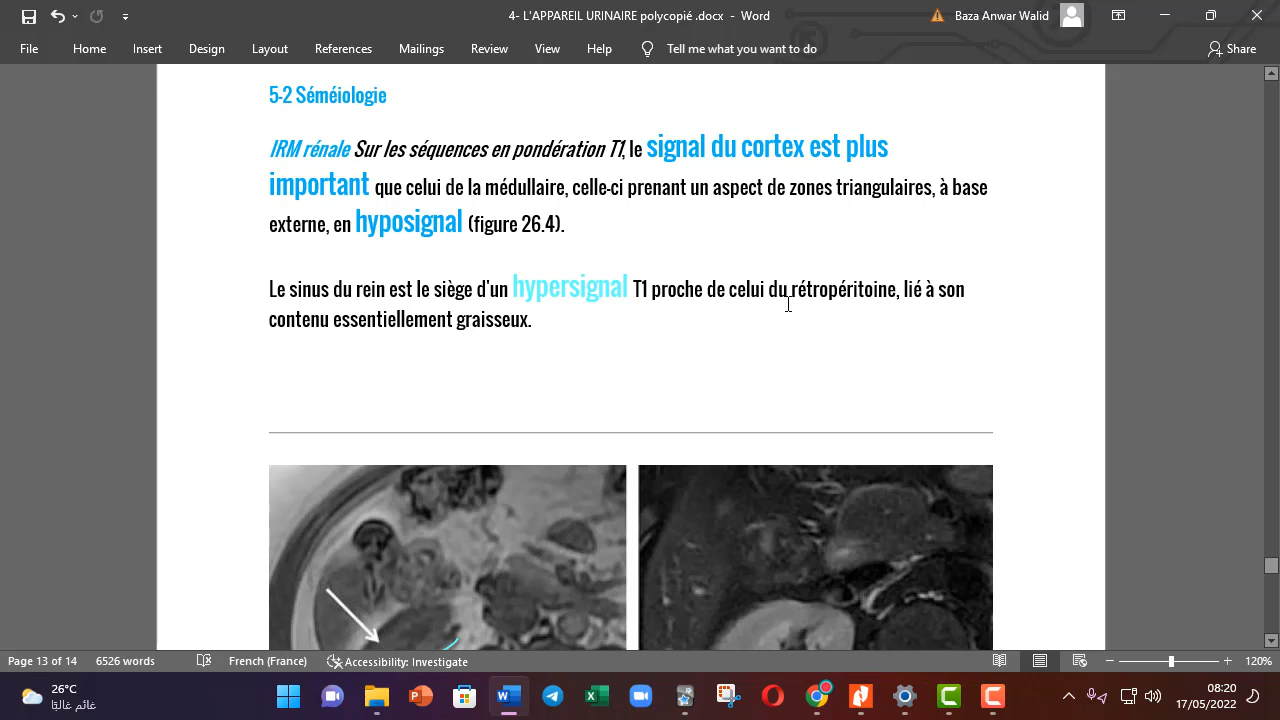 4- L'APPAREIL URINAIRE polycopié .docx - Word
Baza Anwar Walid
File Home Insert Design Layout References Mailings Review View Help Tell me what you want to do Share
5-2 Séméiologie
IRM rénale Sur les séquences en pondération T1, le signal du cortex est plus
important que celui de la médullaire, celle-ci prenant un aspect de zones triangulaires, à base
externe, en hyposignal (figure 26.4).
Le sinus du rein est le siège d'un hypersignal T1 proche de celui du rétropéritoine, lié à son
contenu essentiellement graisseux.
Page 13 of 14 6526 words French (France) Accessibility: Investigate 120%
26°C
غائم غالبًا
08:20
17/05/2022